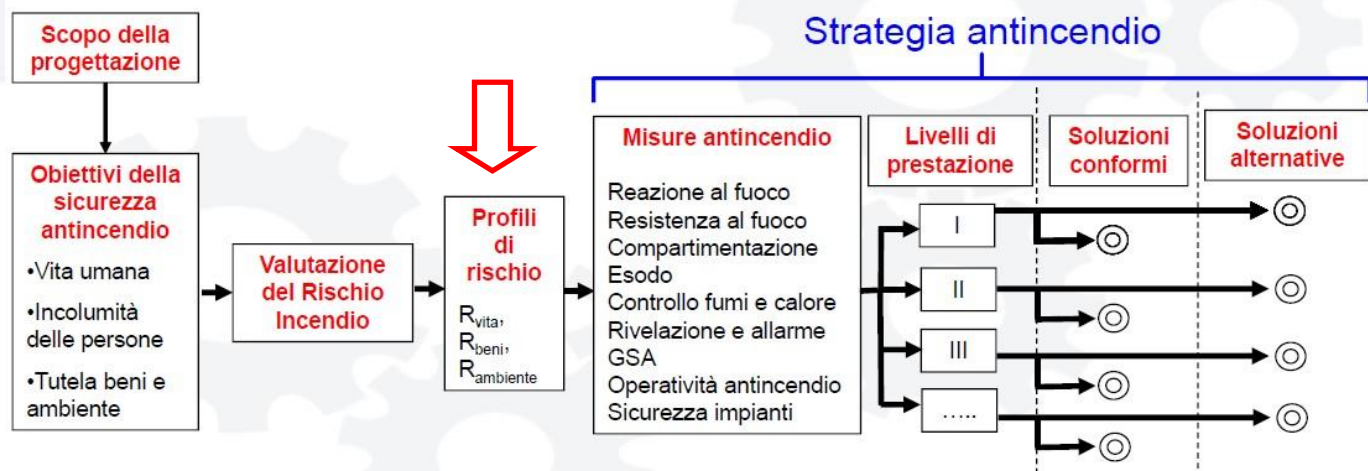 Strategia antincendio
Scopo della
progettazione
Obiettivi della
sicurezza
antincendio
•Vita umana
•Incolumità
delle persone
•Tutela beni e
ambiente
Valutazione
del Rischio
Incendio
Profili
di
rischio
Rvita,
Rbeni,
Rambiente
Misure antincendio
Reazione al fuoco
Resistenza al fuoco
Compartimentazione
Esodo
Controllo fumi e calore
Rivelazione e allarme
GSA
Operatività antincendio
Sicurezza impianti
Livelli di
prestazione
I
II
III
.....
Soluzioni
conformi
Soluzioni
alternative